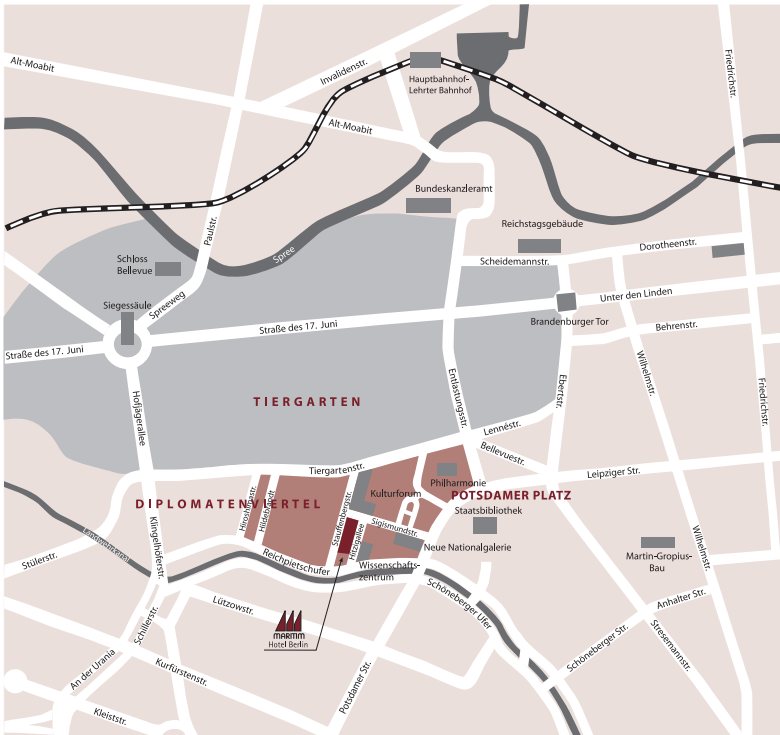 Alt-Moabit
Invalidenstr.
Hauptbahnhof-
Lehrter Bahnhof
Friedrichstr.
Alt-Moabit
Bundeskanzleramt
Paulstr.
Reichstagsgebäude
Spree
Dorotheenstr.
Schloss
Bellevue
Scheidemannstr.
Spreeweg
Unter den Linden
Siegessäule
Brandenburger Tor
Straße des 17. Juni
Behrenstr.
Straße des 17. Juni
Wilhelmstr.
Hofjägerallee
TIERGARTEN
Entlastungsstr.
Ebertstr.
Friedrichstr.
Lennéstr.
Bellevuestr.
Tiergartenstr.
Leipziger Str.
Philharmonie
Kulturforum
POTSDAMER PLATZ
DIPLOMATENVIERTEL
Hiroshimastr.
Hildebrandt
Stauffenbergstr.
Hitzigallee
Staatsbibliothek
Sigismundstr.
Klingelhöferstr.
Neue Nationalgalerie
Reichpietschufer
Wissenschafts-
zentrum
Martin-Gropius-
Bau
Wilhelmstr.
Stülerstr.
Schöneberger Ufer
Lützowstr.
Anhalter Str.
Schillerstr.
MARITIM
Hotel Berlin
Schöneberger Str.
Stresemannstr.
An der Urania
Kurfürstenstr.
Potsdamer Str.
Kleiststr.